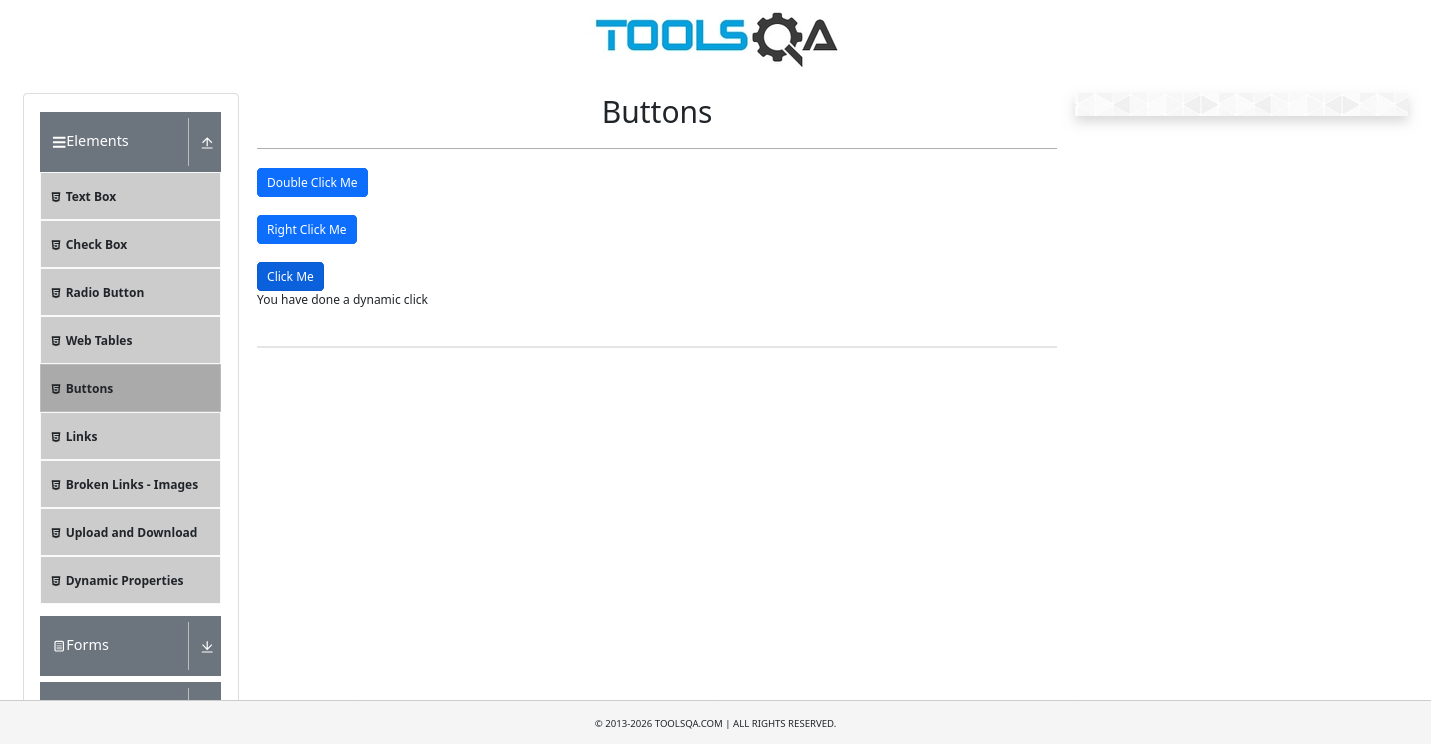 TOOLSQA
Elements
Text Box
Check Box
Radio Button
Web Tables
Buttons
Links
Broken Links - Images
Upload and Download
Dynamic Properties
Forms
Buttons
Double Click Me
Right Click Me
Click Me
You have done a dynamic click
© 2013-2026 TOOLSQA.COM | ALL RIGHTS RESERVED.